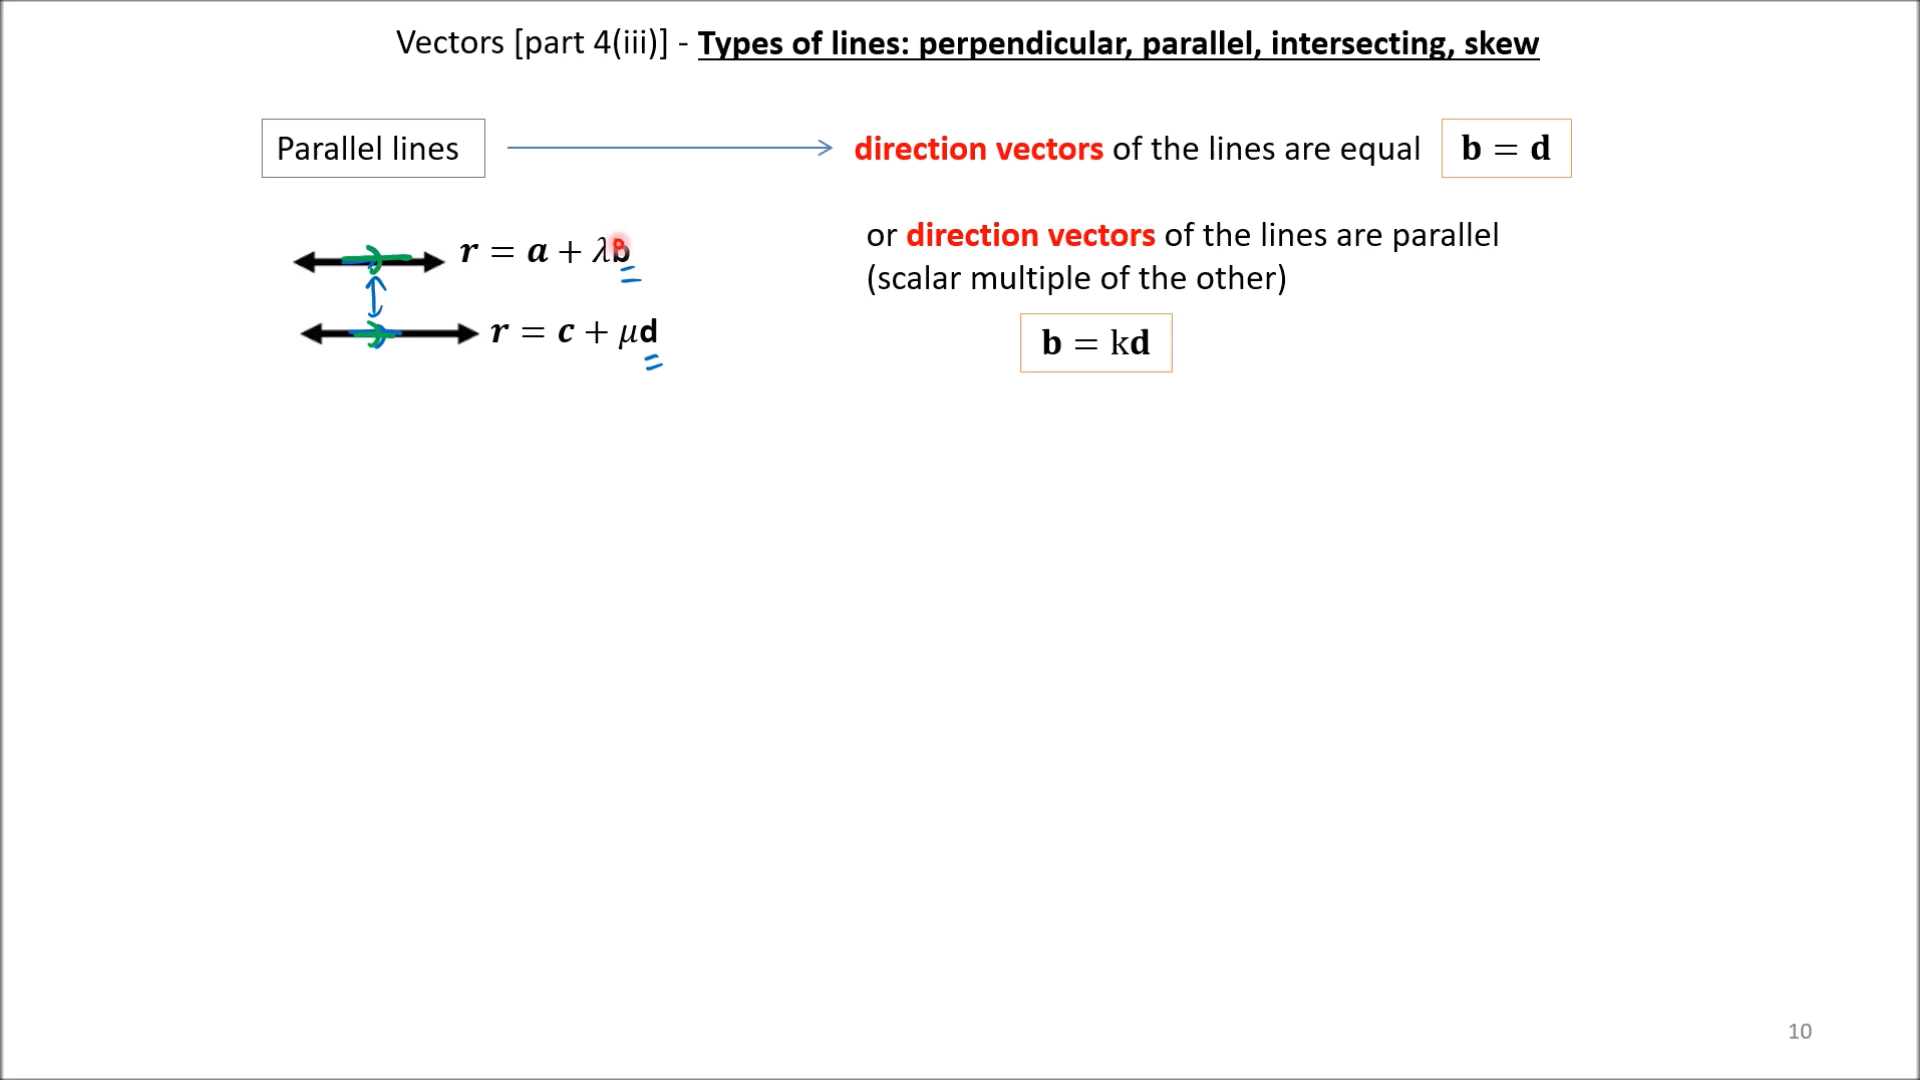 Vectors [part 4(iii)] - Types of lines: perpendicular, parallel, intersecting, skew
Parallel lines
direction vectors of the lines are equal
b = d
r = a + λb
or direction vectors of the lines are parallel
(scalar multiple of the other)
r = c + μd
b = kd
10